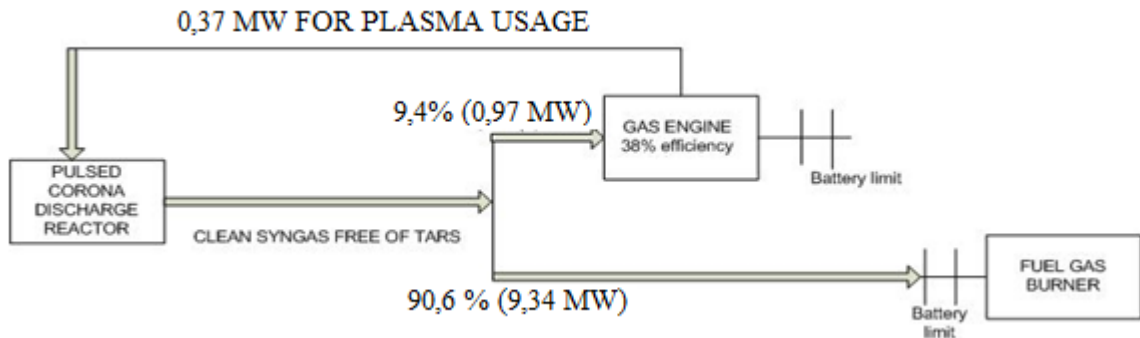 0,37 MW FOR PLASMA USAGE
9,4% (0,97 MW)
GAS ENGINE
38% efficiency
Battery limit
PULSED
CORONA
DISCHARGE
REACTOR
CLEAN SYNGAS FREE OF TARS
90,6 % (9,34 MW)
Battery
limit
FUEL GAS
BURNER